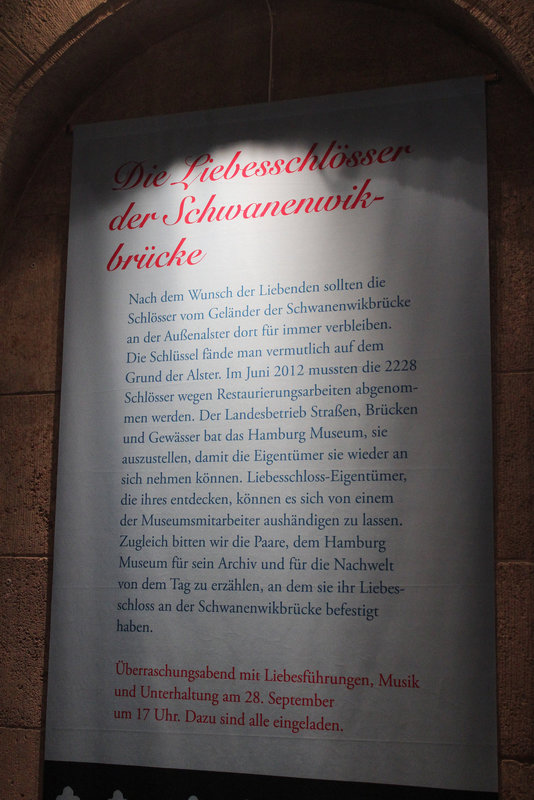 Die Liebesschlösser
der Schwanenwik-
brücke
Nach dem Wunsch der Liebenden sollten die
Schlösser vom Geländer der Schwanenwikbrücke
an der Außenalster dort für immer verbleiben.
Die Schlüssel fände man vermutlich auf dem
Grund der Alster. Im Juni 2012 mussten die 2228
Schlösser wegen Restaurierungsarbeiten abgenom-
men werden. Der Landesbetrieb Straßen, Brücken
und Gewässer bat das Hamburg Museum, sie
auszustellen, damit die Eigentümer sie wieder an
sich nehmen können. Liebesschloss-Eigentümer,
die ihres entdecken, können es sich von einem
der Museumsmitarbeiter aushändigen zu lassen.
Zugleich bitten wir die Paare, dem Hamburg
Museum für sein Archiv und für die Nachwelt
von dem Tag zu erzählen, an dem sie ihr Liebes-
schloss an der Schwanenwikbrücke befestigt
haben.
Überraschungsabend mit Liebesführungen, Musik
und Unterhaltung am 28. September
um 17 Uhr. Dazu sind alle eingeladen.